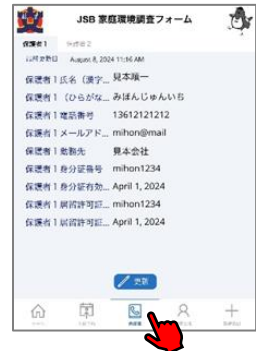 JSB 家庭環境調査フォーム
保護者1 保護者2
最終更新日 August 8, 2024 11:16 AM
保護者1氏名（漢字... 見本順一
保護者1（ひらがな... みほんじゅんいち
保護者1電話番号 13612121212
保護者1メールアド... mihon@mail
保護者1勤務先 見本会社
保護者1身分証番号 mihon1234
保護者1身分証有効... April 1, 2024
保護者1居留許可証... mihon1234
保護者1居留許可証... April 1, 2024
更新